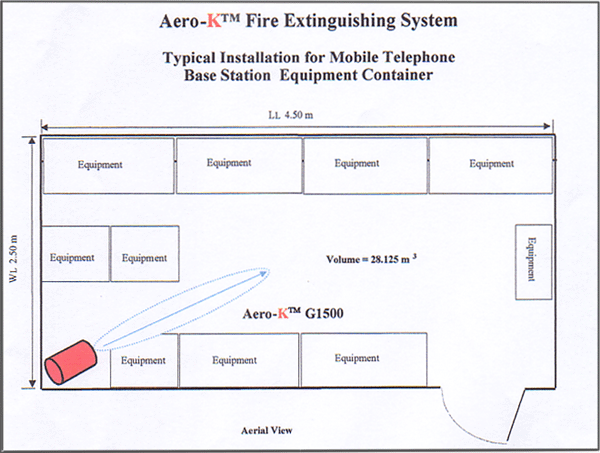 Aero-K™ Fire Extinguishing System
Typical Installation for Mobile Telephone
Base Station Equipment Container
LL 4.50 m
Equipment
Equipment
Equipment
Equipment
WL 2.50 m
Equipment
Equipment
Volume = 28.125 m 3
Equipment
Aero-K™ G1500
Equipment
Equipment
Equipment
Aerial View